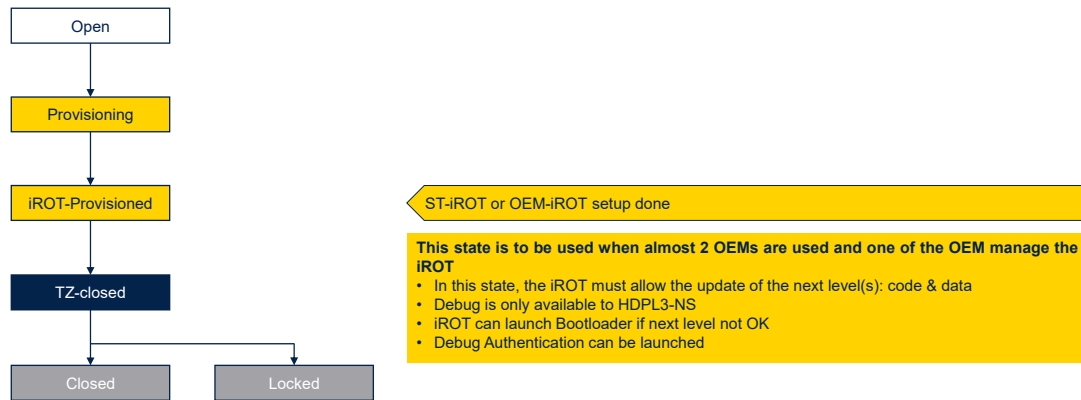 Open
Provisioning
iROT-Provisioned
ST-iROT or OEM-iROT setup done
This state is to be used when almost 2 OEMs are used and one of the OEM manage the
iROT
• In this state, the iROT must allow the update of the next level(s): code & data
• Debug is only available to HDPL3-NS
• iROT can launch Bootloader if next level not OK
• Debug Authentication can be launched
TZ-closed
Closed
Locked